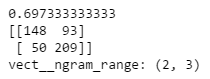 0.697333333333
[[148  93]
 [ 50 209]]
vect__ngram_range: (2, 3)